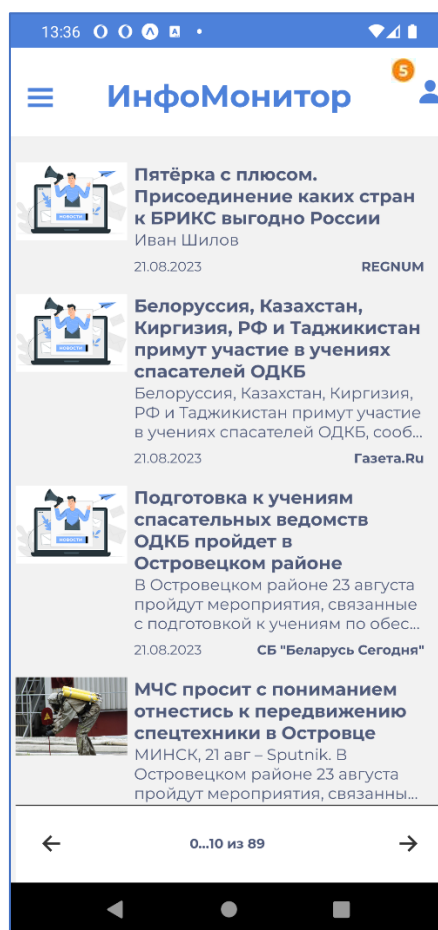 13:36
5
ИнфоМонитор
НОВОСТИ
Пятёрка с плюсом.
Присоединение каких стран
к БРИКС выгодно России
Иван Шилов
21.08.2023 REGNUM
НОВОСТИ
Белоруссия, Казахстан,
Киргизия, РФ и Таджикистан
примут участие в учениях
спасателей ОДКБ
Белоруссия, Казахстан, Киргизия,
РФ и Таджикистан примут участие
в учениях спасателей ОДКБ, сооб...
21.08.2023 Газета.Ru
НОВОСТИ
Подготовка к учениям
спасательных ведомств
ОДКБ пройдет в
Островецком районе
В Островецком районе 23 августа
пройдут мероприятия, связанные
с подготовкой к учениям по обес...
21.08.2023 СБ "Беларусь Сегодня"
МЧС просит с пониманием
отнестись к передвижению
спецтехники в Островце
МИНСК, 21 авг – Sputnik. В
Островецком районе 23 августа
пройдут мероприятия, связанны...
0...10 из 89